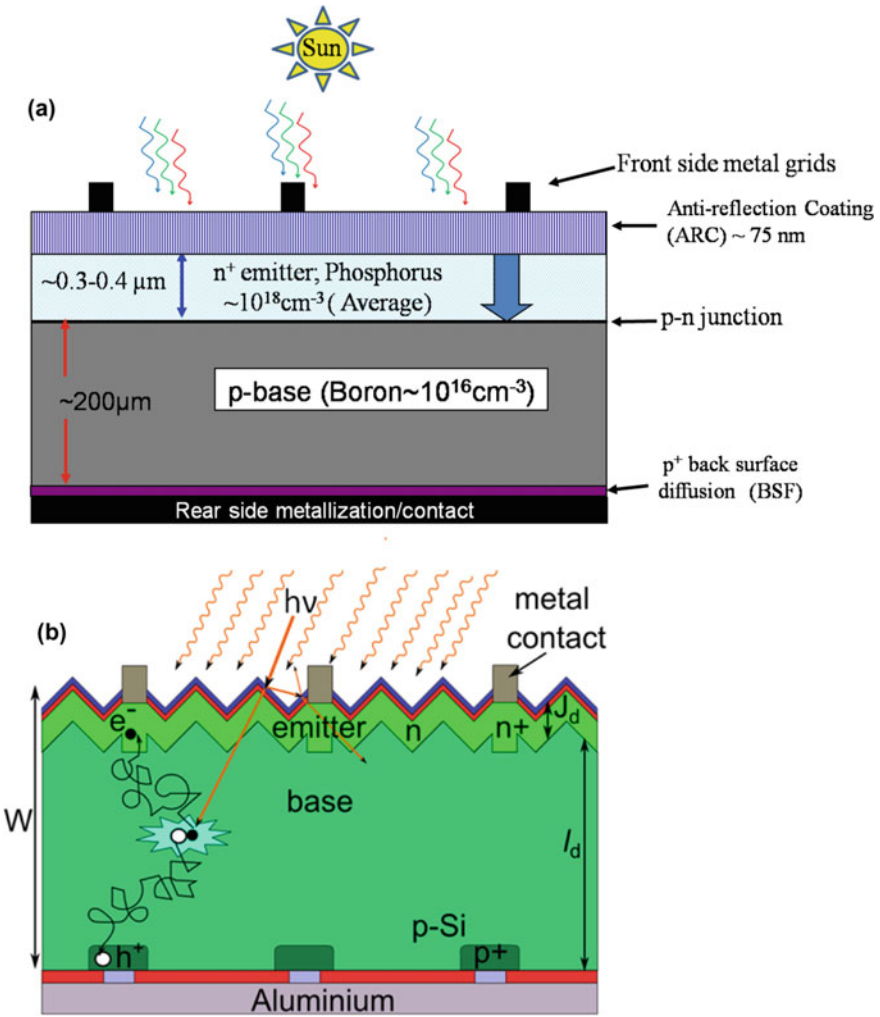 Sun
(a)
Front side metal grids
Anti-reflection Coating
(ARC) ~ 75 nm
~0.3-0.4 µm
n⁺ emitter; Phosphorus
~10¹⁸cm⁻³ ( Average)
p-n junction
p-base (Boron~10¹⁶cm⁻³)
~200µm
p⁺ back surface
diffusion (BSF)
Rear side metallization/contact
(b)
hν
metal
contact
e⁻
emitter
n
n+
J_d
base
W
l_d
p-Si
h⁺
p+
Aluminium